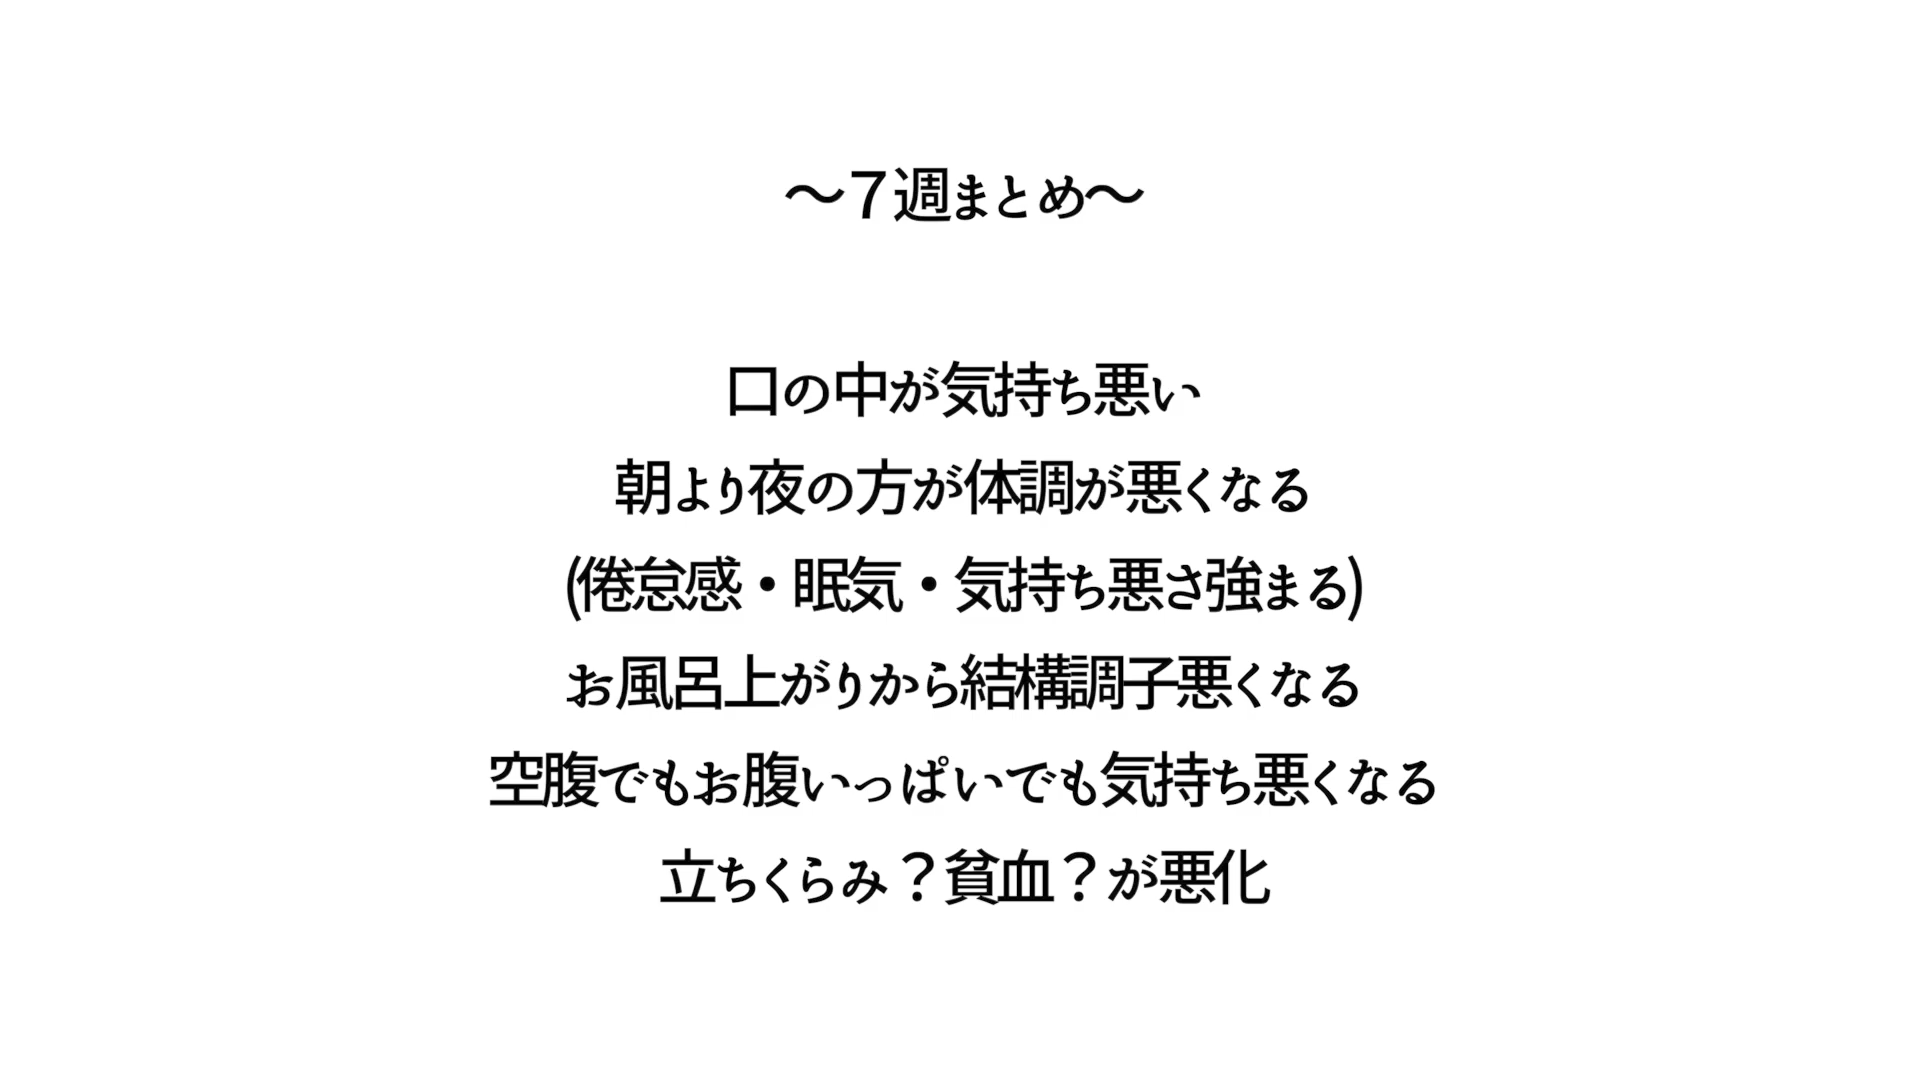 〜７週まとめ〜
口の中が気持ち悪い
朝より夜の方が体調が悪くなる
(倦怠感・眠気・気持ち悪さ強まる)
お風呂上がりから結構調子悪くなる
空腹でもお腹いっぱいでも気持ち悪くなる
立ちくらみ？貧血？が悪化